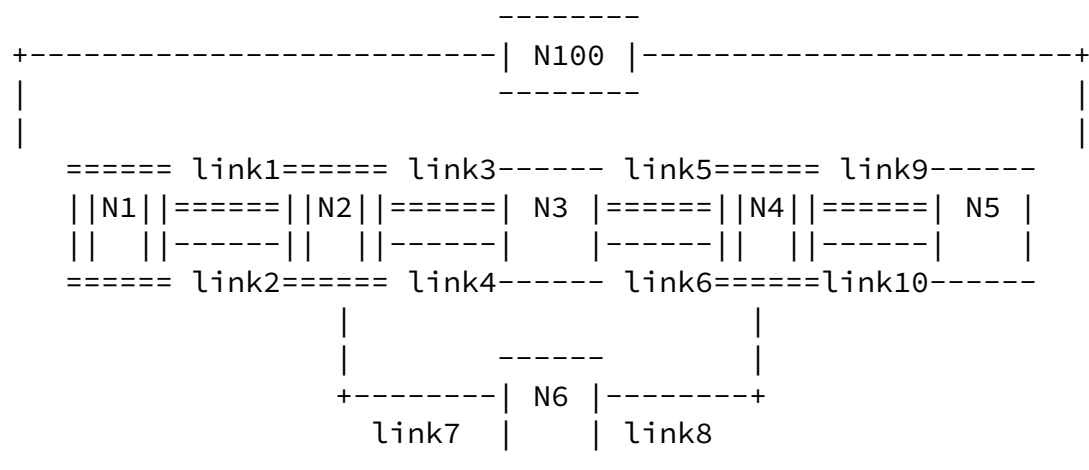 --------
+--------------------------| N100 |------------------------+
|                          --------                        |
|                                                          |
   ====== link1====== link3------ link5====== link9------
   ||N1||======||N2||======| N3 |======||N4||======| N5 |
   ||  ||------||  ||------|    |------||  ||------|    |
   ====== link2====== link4------ link6======link10------
                  |                      |
                  |        ------        |
                  +--------| N6 |--------+
                    link7  |    | link8